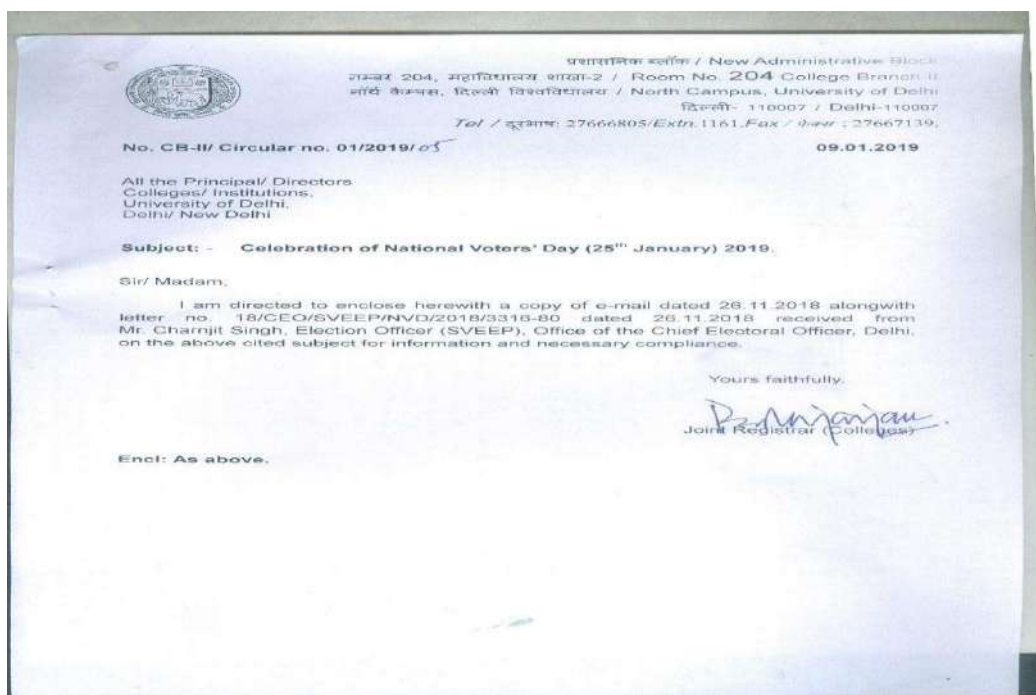 प्रशासनिक ब्लॉक / New Administrative Block
204, महाविद्यालय शाखा-2 / Room No. 204 College Branch-II
नॉर्थ कैम्पस, दिल्ली विश्वविद्यालय / North Campus, University of Delhi
दिल्ली- 110007 / Delhi-110007
Tel / दूरभाष: 27666805/Extn.1161,Fax / फैक्स : 27667139,
No. CB-II/ Circular no. 01/2019/05
09.01.2019
All the Principal/ Directors
Colleges/ Institutions,
University of Delhi,
Delhi/ New Delhi
Subject: - Celebration of National Voters' Day (25th January) 2019.
Sir/ Madam,
I am directed to enclose herewith a copy of e-mail dated 26.11.2018 alongwith
letter no. 18/CEO/SVEEP/NVD/2018/3316-80 dated 26.11.2018 received from
Mr. Charnjit Singh, Election Officer (SVEEP), Office of the Chief Electoral Officer, Delhi,
on the above cited subject for information and necessary compliance.
Yours faithfully,
Joint Registrar (Colleges)
Encl: As above.